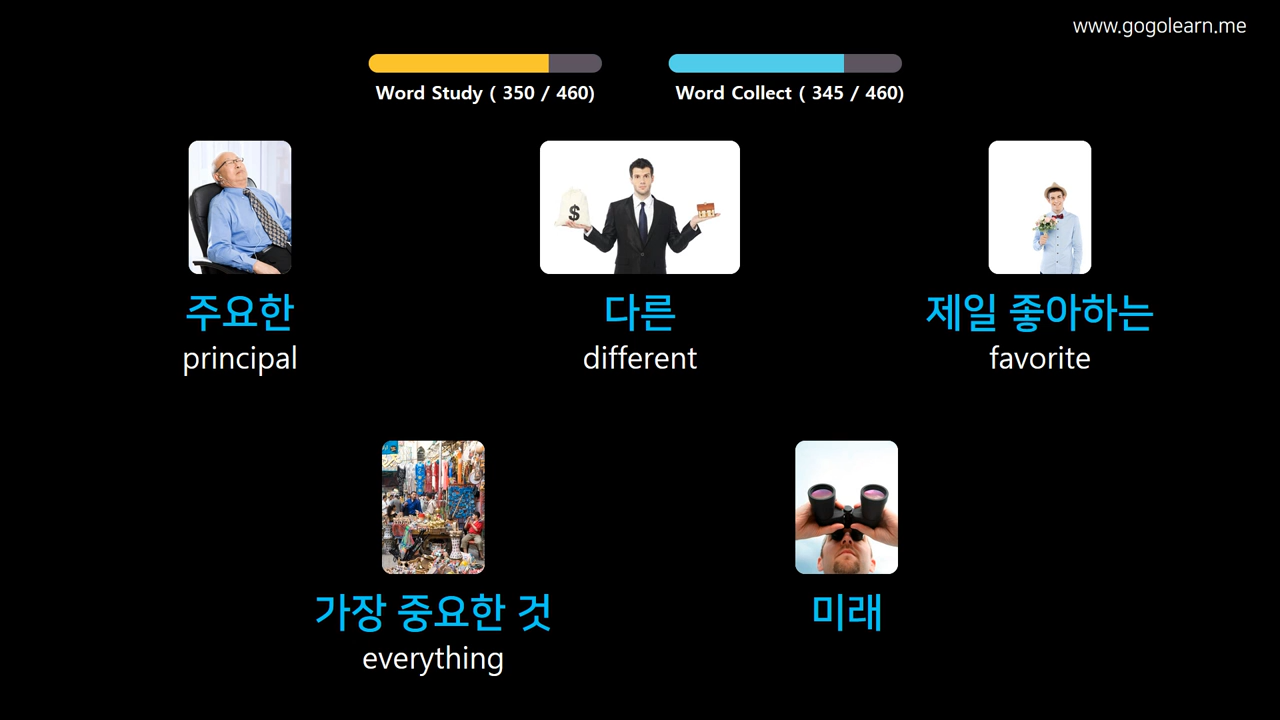 www.gogolearn.me
Word Study ( 350 / 460)
Word Collect ( 345 / 460)
주요한
principal
다른
different
제일 좋아하는
favorite
가장 중요한 것
everything
미래